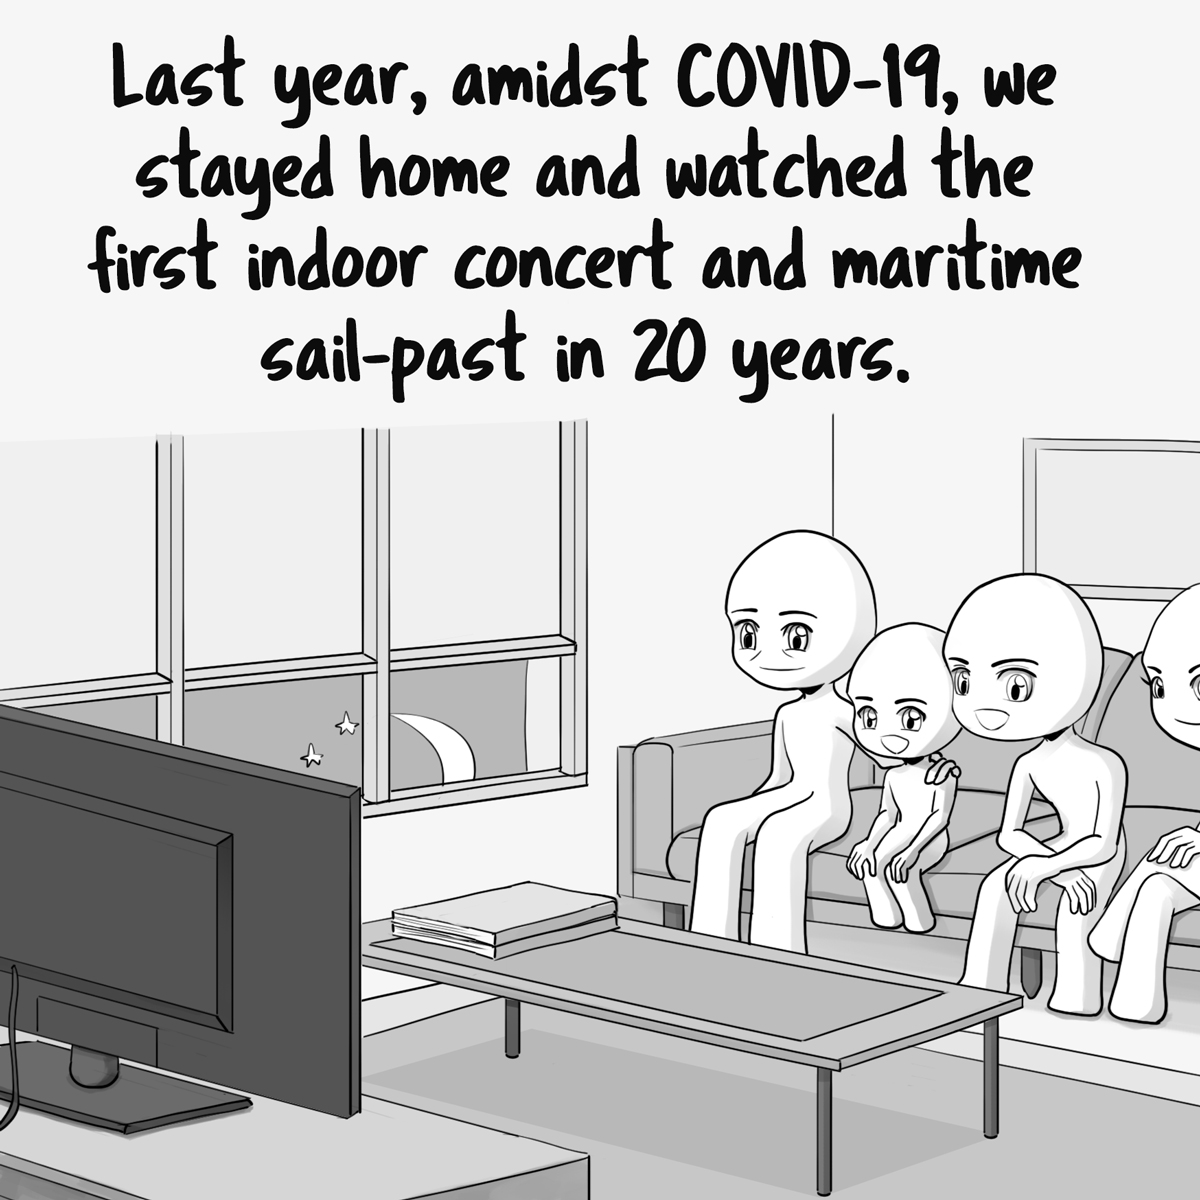 Last year, amidst COVID-19, we
stayed home and watched the
first indoor concert and maritime
sail-past in 20 years.